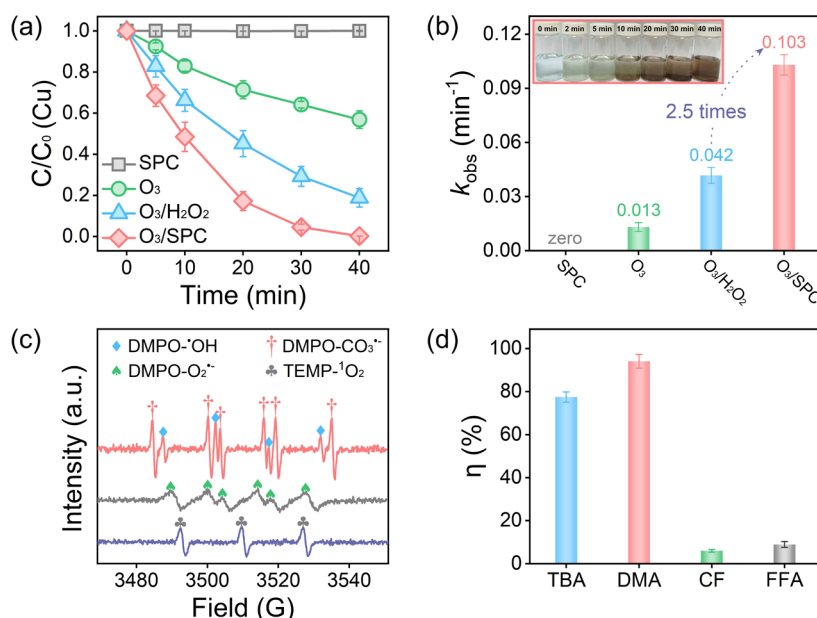 (a)
C/C₀ (Cu)
1.0
0.8
0.6
0.4
0.2
0.0
SPC
O₃
O₃/H₂O₂
O₃/SPC
0 10 20 30 40
Time (min)
(b)
kobs (min⁻¹)
0.12
0.09
0.06
0.03
0.00
0 min 2 min 5 min 10 min 20 min 30 min 40 min
0.103
2.5 times
0.042
0.013
zero
SPC O₃ O₃/H₂O₂ O₃/SPC
(c)
Intensity (a.u.)
♦ DMPO-•OH † DMPO-CO₃•-
♠ DMPO-O₂•- ♣ TEMP-¹O₂
3480 3500 3520 3540
Field (G)
(d)
η (%)
100
80
60
40
20
0
TBA DMA CF FFA